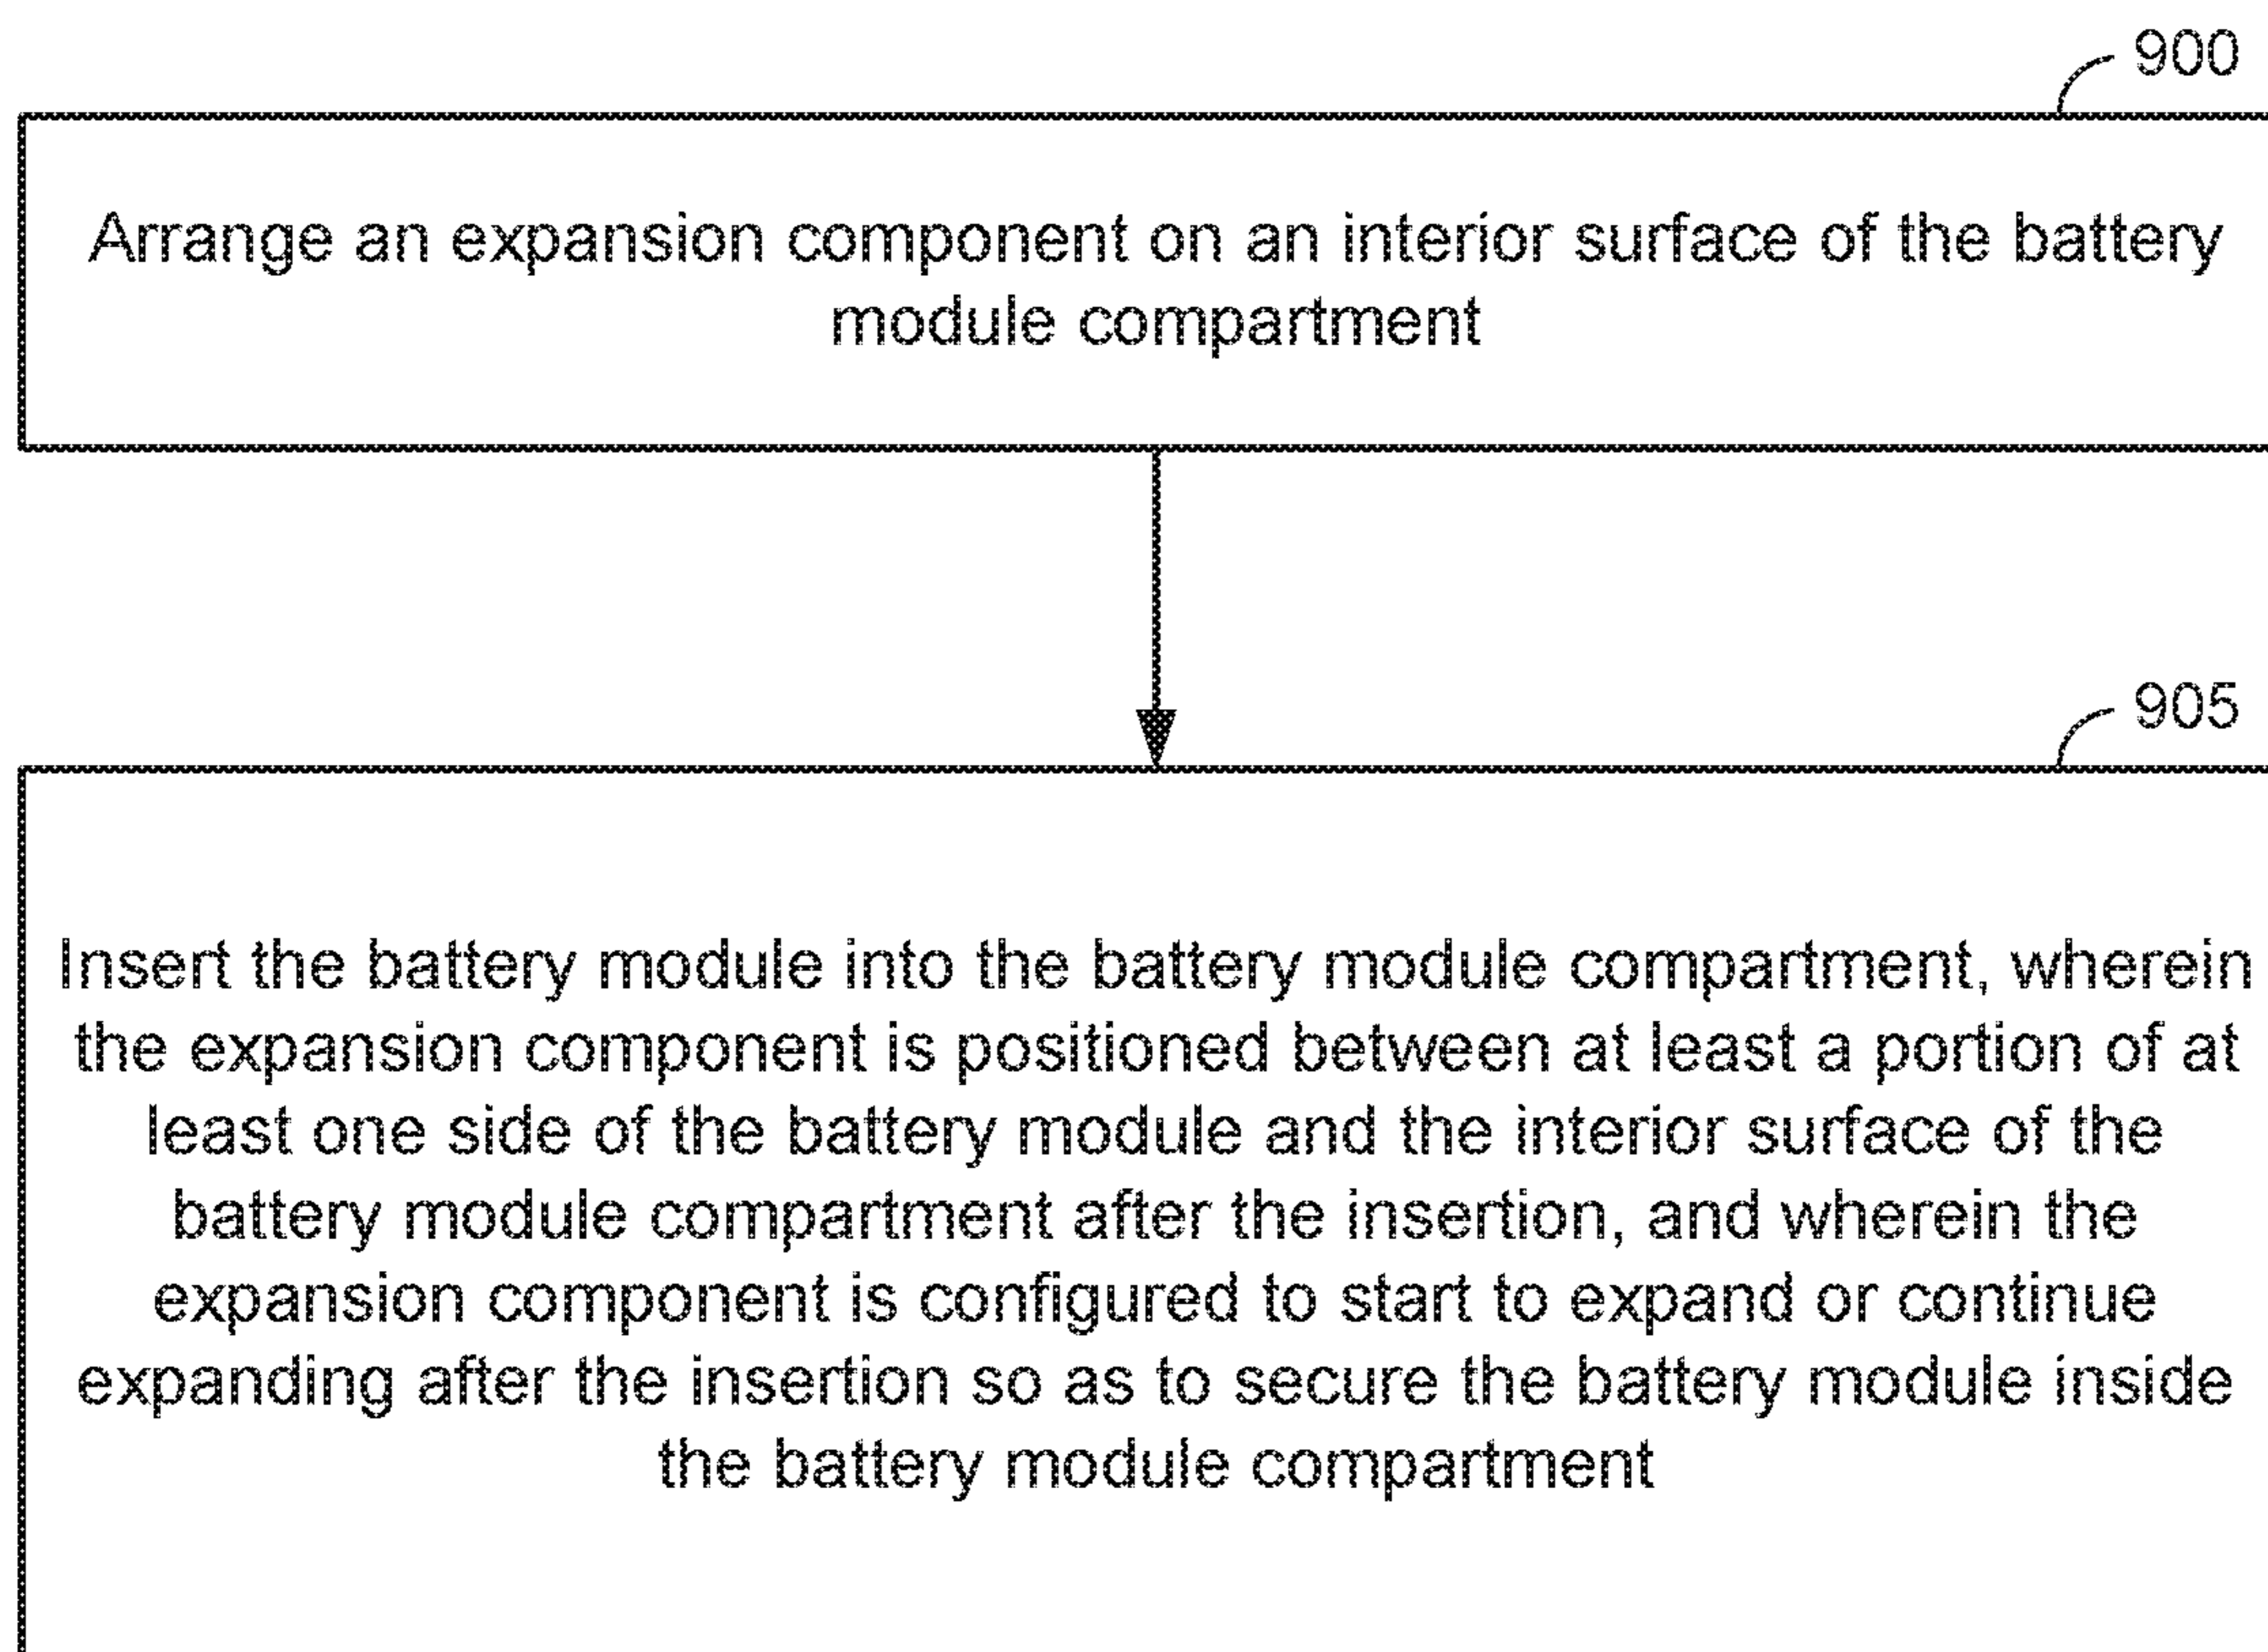 900
Arrange an expansion component on an interior surface of the battery
module compartment
905
Insert the battery module into the battery module compartment, wherein
the expansion component is positioned between at least a portion of at
least one side of the battery module and the interior surface of the
battery module compartment after the insertion, and wherein the
expansion component is configured to start to expand or continue
expanding after the insertion so as to secure the battery module inside
the battery module compartment